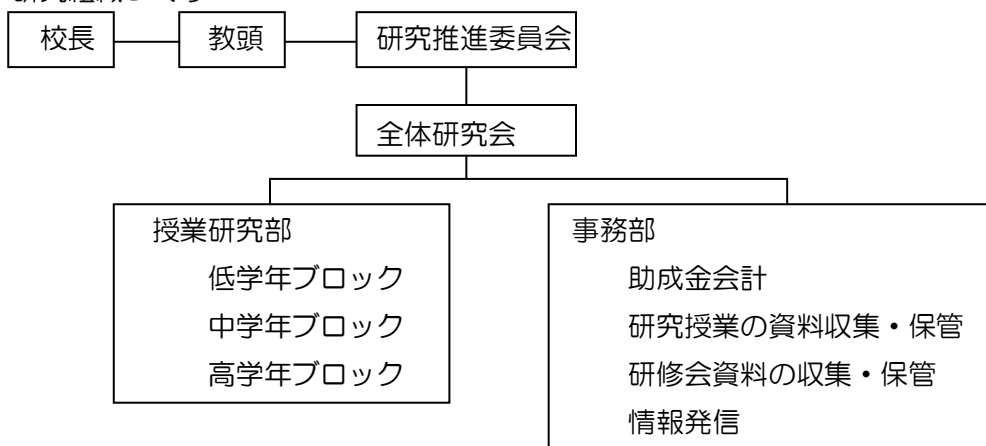 校長 教頭 研究推進委員会
全体研究会
授業研究部
低学年ブロック
中学年ブロック
高学年ブロック
事務部
助成金会計
研究授業の資料収集・保管
研修会資料の収集・保管
情報発信